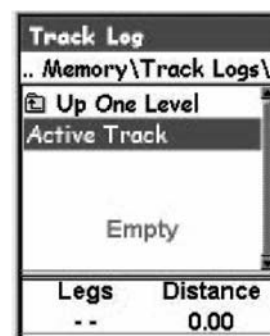 Track Log
.. Memory\Track Logs\
Up One Level
Active Track
Empty
Legs Distance
-- 0.00